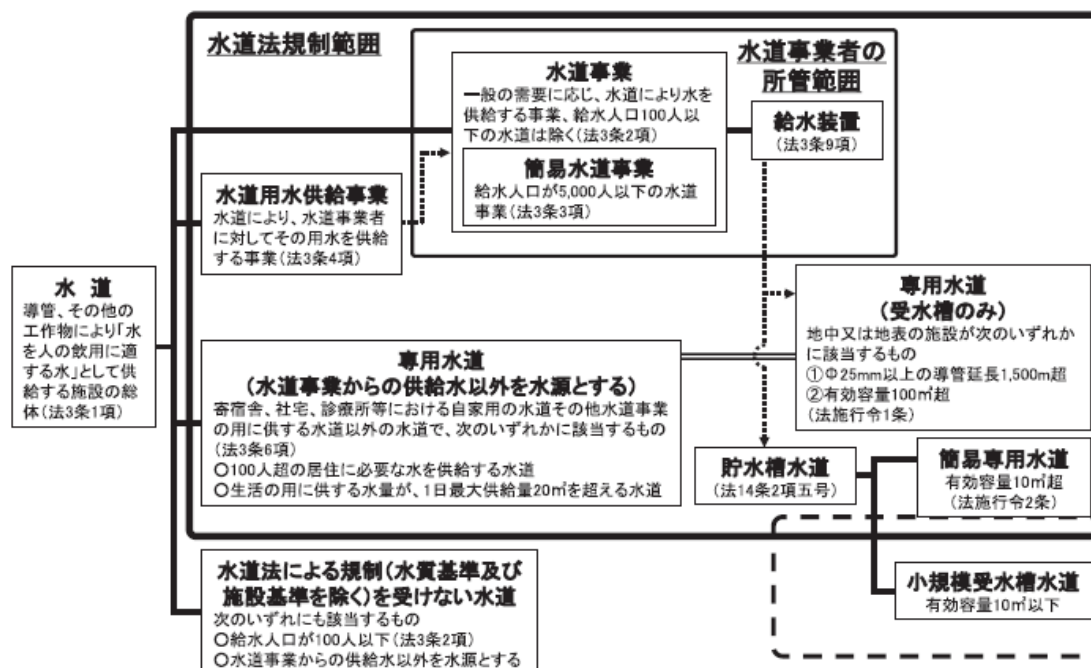 水道法規制範囲
水道事業者の
所管範囲
水道事業
一般の需要に応じ、水道により水を
供給する事業、給水人口100人以
下の水道は除く(法3条2項)
簡易水道事業
給水人口が5,000人以下の水道
事業(法3条3項)
給水装置
(法3条9項)
水道用水供給事業
水道により、水道事業者
に対してその用水を供給
する事業(法3条4項)
水 道
導管、その他の
工作物により「水
を人の飲用に適
する水」として供
給する施設の総
体(法3条1項)
専用水道
(受水槽のみ)
地中又は地表の施設が次のいずれか
に該当するもの
①Φ25mm以上の導管延長1,500m超
②有効容量100㎥超
(法施行令1条)
専用水道
(水道事業からの供給水以外を水源とする)
寄宿舎、社宅、診療所等における自家用の水道その他水道事業
の用に供する水道以外の水道で、次のいずれかに該当するもの
(法3条6項)
○100人超の居住に必要な水を供給する水道
○生活の用に供する水量が、1日最大供給量20㎥を超える水道
貯水槽水道
(法14条2項五号)
簡易専用水道
有効容量10㎥超
(法施行令2条)
小規模受水槽水道
有効容量10㎥以下
水道法による規制(水質基準及び
施設基準を除く)を受けない水道
次のいずれにも該当するもの
○給水人口が100人以下(法3条2項)
○水道事業からの供給水以外を水源とする